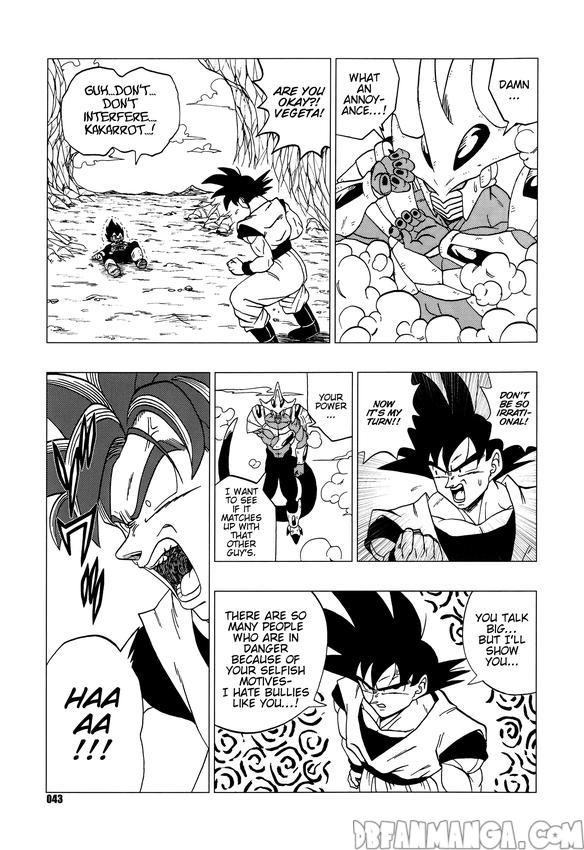 DAMN
...
WHAT
AN
ANNOY-
ANCE...!
ARE YOU
OKAY?!
VEGETA!
GUH...DON'T...
DON'T
INTERFERE...
KAKARROT...!
DON'T
BE SO
IRRATI-
ONAL!
NOW
IT'S MY
TURN!!
YOUR
POWER
...
I WANT
TO SEE
IF IT
MATCHES
UP WITH
THAT
OTHER
GUY'S.
HAA
AA
!!!
YOU TALK
BIG...
BUT I'LL
SHOW
YOU...
THERE ARE SO
MANY PEOPLE
WHO ARE IN
DANGER
BECAUSE OF
YOUR SELFISH
MOTIVES-
I HATE BULLIES
LIKE YOU...!
043
DBFANMANGA.COM